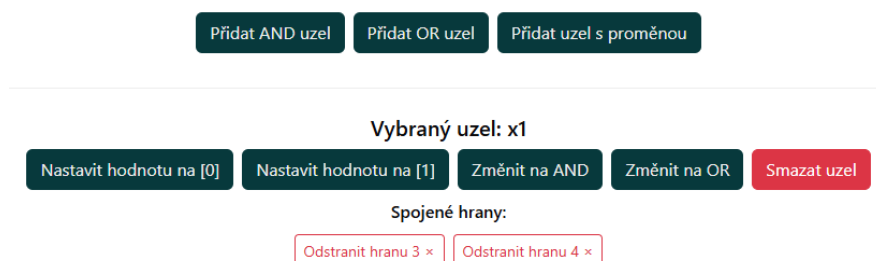 Přidat AND uzel Přidat OR uzel Přidat uzel s proměnou
Vybraný uzel: x1
Nastavit hodnotu na [0] Nastavit hodnotu na [1] Změnit na AND Změnit na OR Smazat uzel
Spojené hrany:
Odstranit hranu 3 × Odstranit hranu 4 ×